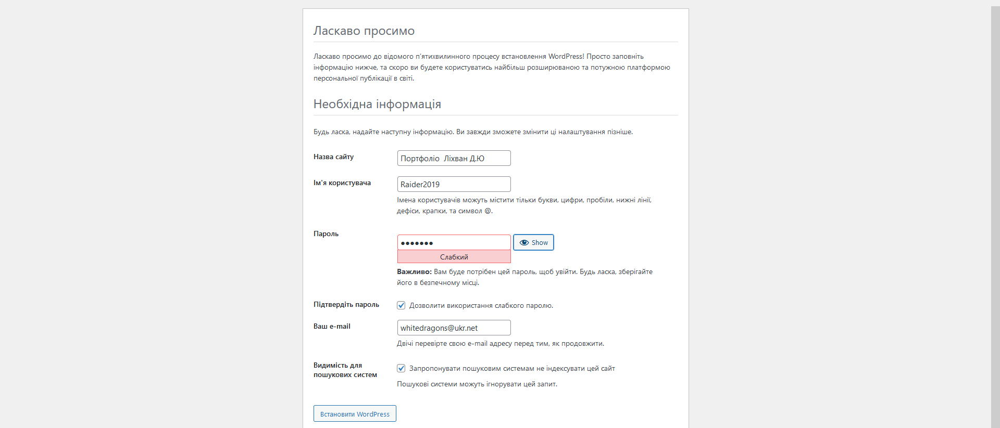 Ласкаво просимо
Ласкаво просимо до відомого п'ятихвилинного процесу встановлення WordPress! Просто заповніть
інформацію нижче, та скоро ви будете користуватись найбільш розширюваною та потужною платформою
персональної публікації в світі.
Необхідна інформація
Будь ласка, надайте наступну інформацію. Ви завжди зможете змінити ці налаштування пізніше.
Назва сайту
Портфоліо  Ліхван Д.Ю
Ім'я користувача
Raider2019
Імена користувачів можуть містити тільки букви, цифри, пробіли, нижні лінії,
дефіси, крапки, та символ @.
Пароль
●●●●●●●
Show
Слабкий
Важливо: Вам буде потрібен цей пароль, щоб увійти. Будь ласка, зберігайте
його в безпечному місці.
Підтвердіть пароль
Дозволити використання слабкого паролю.
Ваш e-mail
whitedragons@ukr.net
Двічі перевірте свою e-mail адресу перед тим, як продовжити.
Видимість для
пошукових систем
Запропонувати пошуковим системам не індексувати цей сайт
Пошукові системи можуть ігнорувати цей запит.
Встановити WordPress